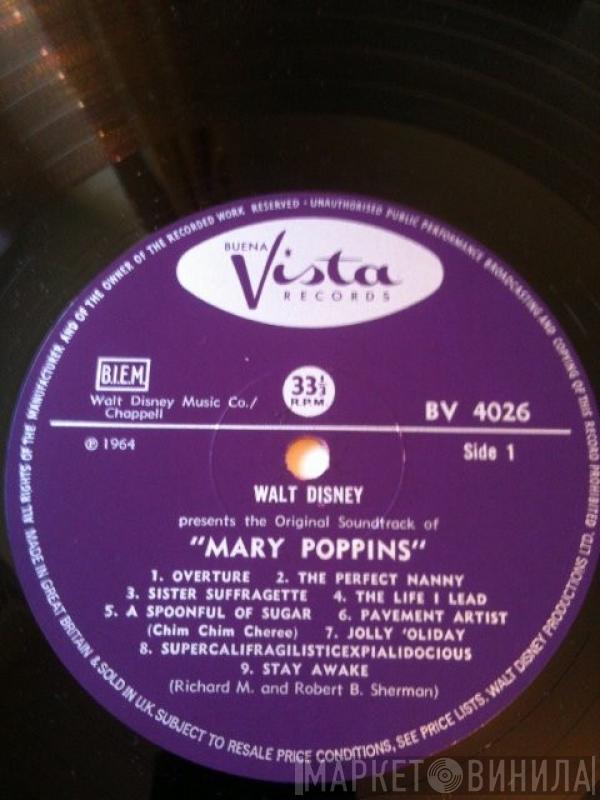 ALL RIGHTS OF THE MANUFACTURER AND OF THE OWNER OF THE RECORDED WORK RESERVED · UNAUTHORISED PUBLIC PERFORMANCE BROADCASTING AND COPYING OF THIS RECORD PROHIBITED
BUENA
Vista
RECORDS
B.I.E.M.
33⅓
R.P.M
Walt Disney Music Co./
Chappell
BV 4026
℗ 1964
Side 1
WALT DISNEY
presents the Original Soundtrack of
"MARY POPPINS"
1. OVERTURE 2. THE PERFECT NANNY
3. SISTER SUFFRAGETTE 4. THE LIFE I LEAD
5. A SPOONFUL OF SUGAR 6. PAVEMENT ARTIST
(Chim Chim Cheree) 7. JOLLY 'OLIDAY
8. SUPERCALIFRAGILISTICEXPIALIDOCIOUS
9. STAY AWAKE
(Richard M. and Robert B. Sherman)
MADE IN GREAT BRITAIN & SOLD IN U.K. SUBJECT TO RESALE PRICE CONDITIONS, SEE PRICE LISTS. WALT DISNEY PRODUCTIONS LTD.
МАРКЕТ ВИНИЛА